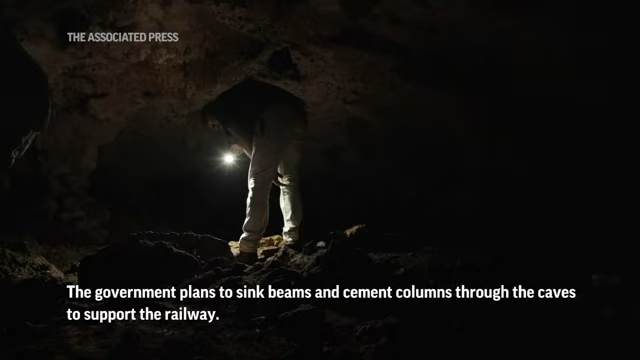 THE ASSOCIATED PRESS
The government plans to sink beams and cement columns through the caves
to support the railway.